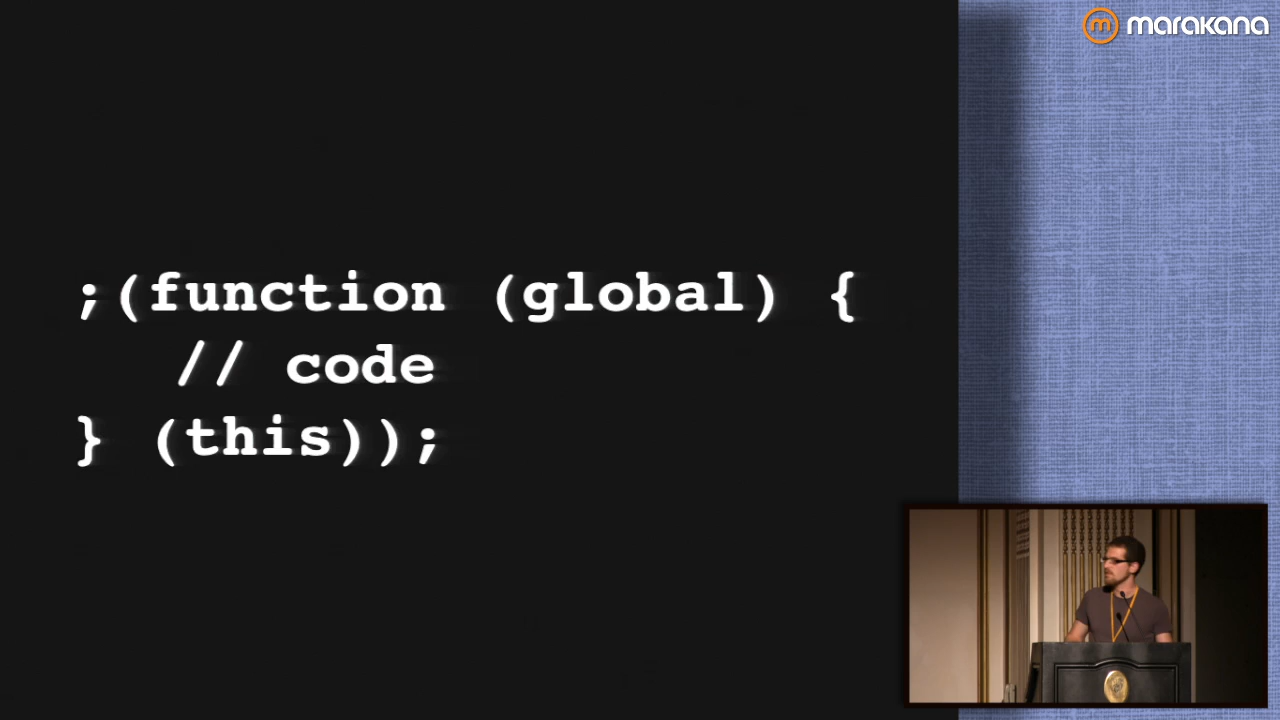 marakana
;(function (global) {
// code
} (this));